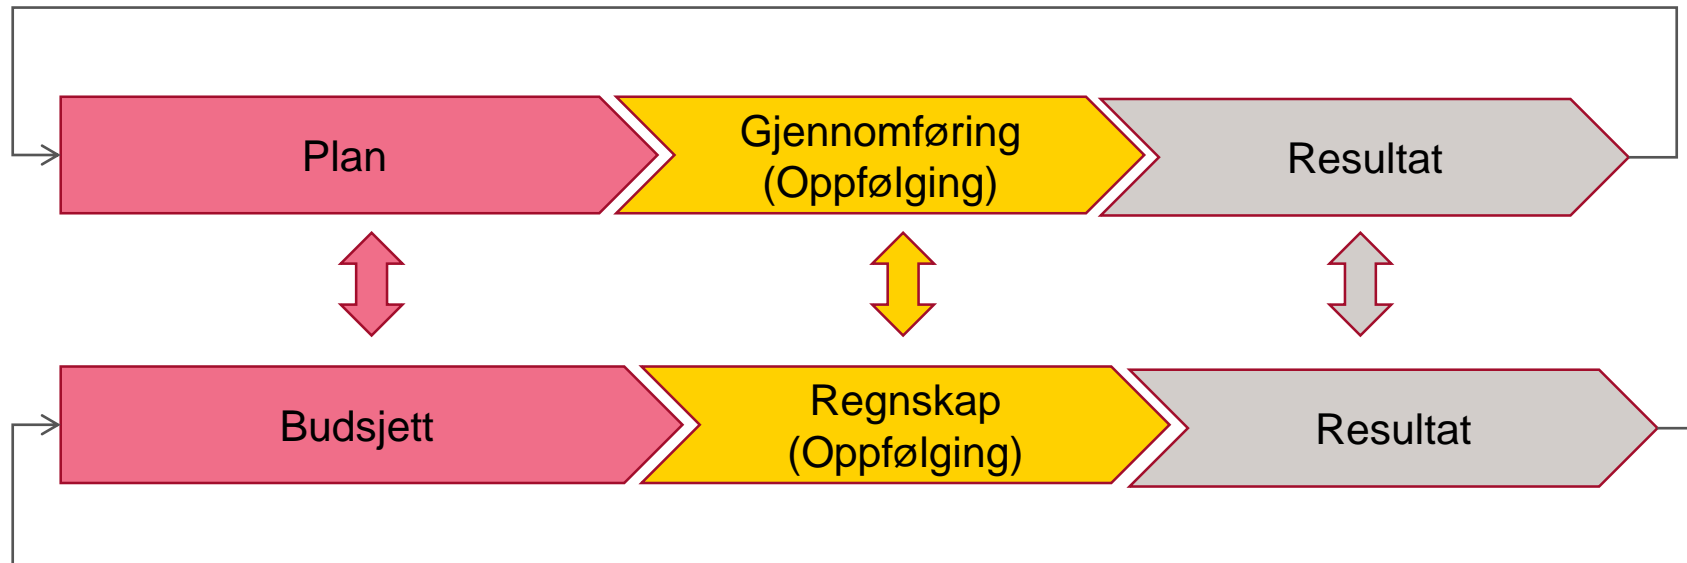 Plan
Gjennomføring
(Oppfølging)
Resultat
Budsjett
Regnskap
(Oppfølging)
Resultat